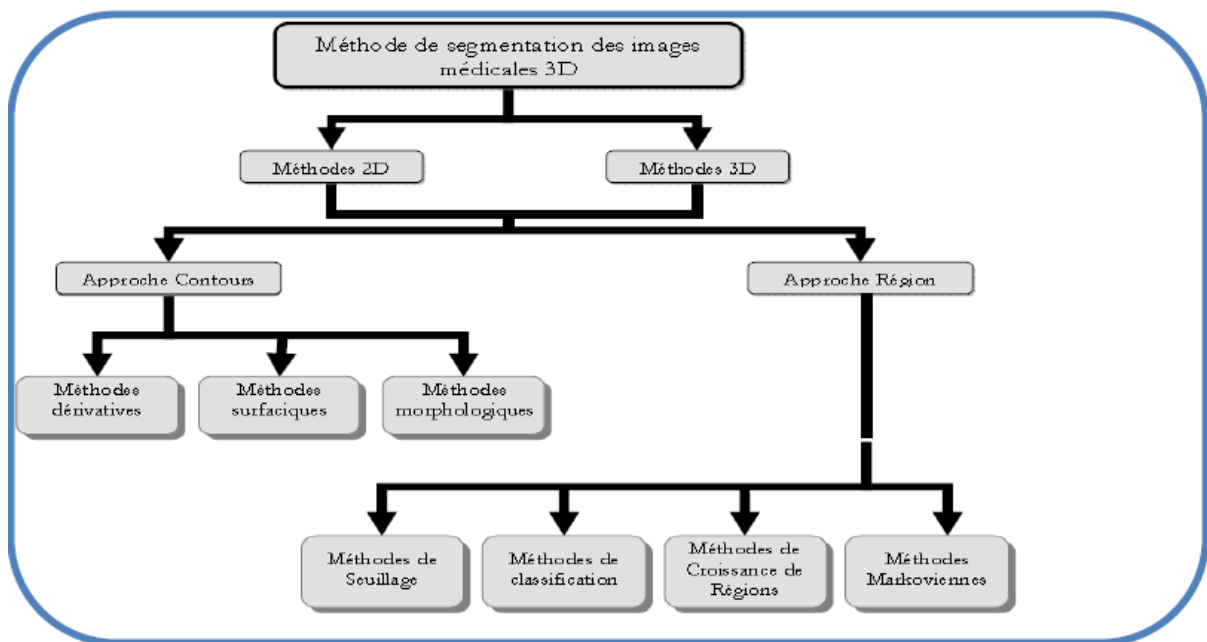 Méthode de segmentation des images
médicales 3D
Méthodes 2D
Méthodes 3D
Approche Contours
Approche Région
Méthodes
dérivatives
Méthodes
surfaciques
Méthodes
morphologiques
Méthodes de
Seuillage
Méthodes de
classification
Méthodes de
Croissance de
Régions
Méthodes
Markoviennes